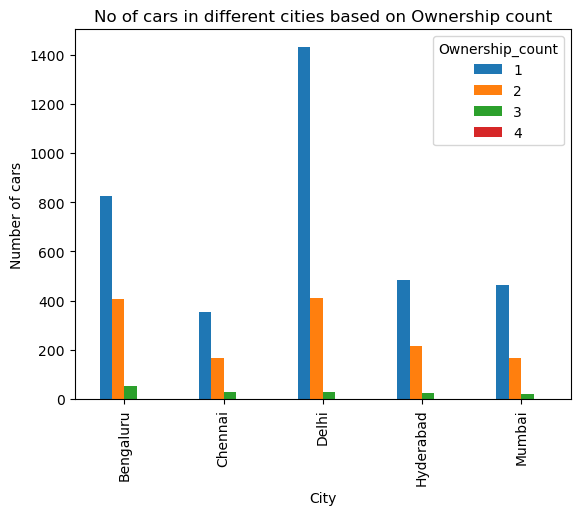 No of cars in different cities based on Ownership count
Ownership_count
1
2
3
4
1400
1200
1000
800
600
400
200
0
Number of cars
Bengaluru
Chennai
Delhi
Hyderabad
Mumbai
City